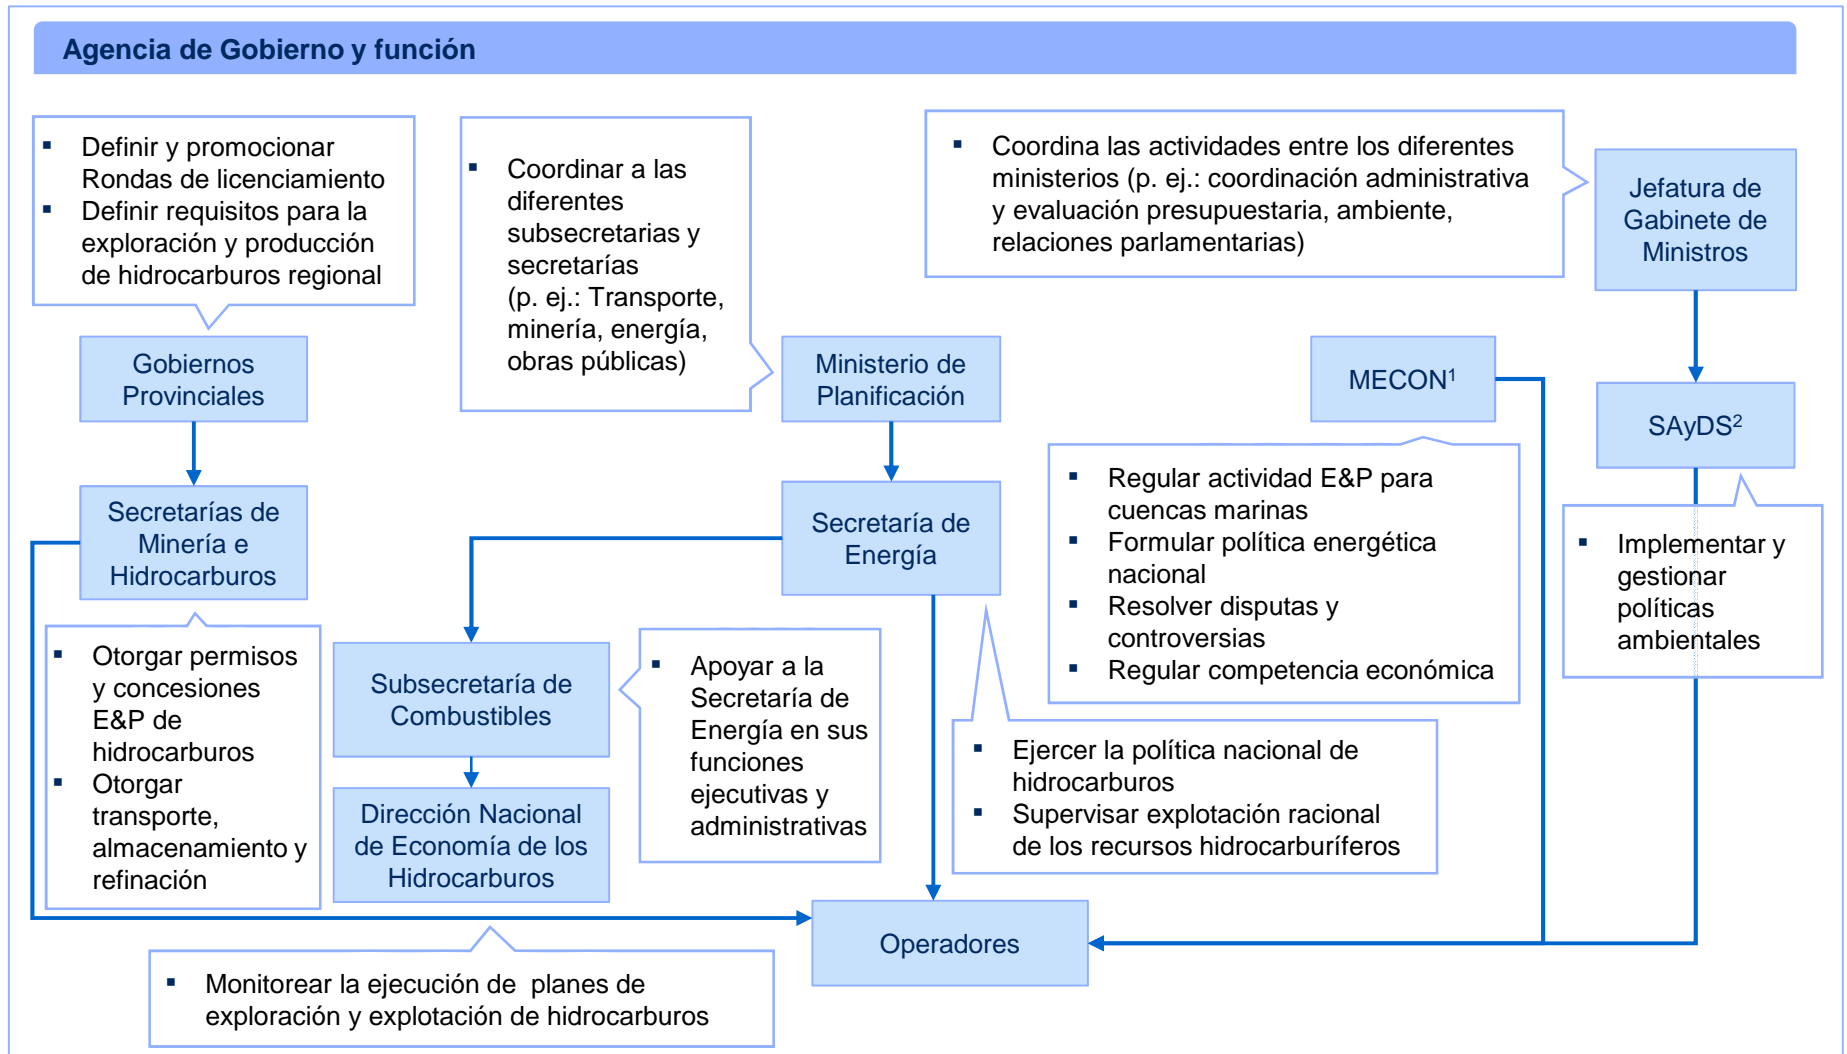 Agencia de Gobierno y función
▪ Definir y promocionar
Rondas de licenciamiento
▪ Definir requisitos para la
exploración y producción
de hidrocarburos regional
▪ Coordinar a las
diferentes
subsecretarias y
secretarías
(p. ej.: Transporte,
minería, energía,
obras públicas)
▪ Coordina las actividades entre los diferentes
ministerios (p. ej.: coordinación administrativa
y evaluación presupuestaria, ambiente,
relaciones parlamentarias)
Jefatura de
Gabinete de
Ministros
Gobiernos
Provinciales
Ministerio de
Planificación
MECON¹
SAyDS²
Secretarías de
Minería e
Hidrocarburos
Secretaría de
Energía
▪ Regular actividad E&P para
cuencas marinas
▪ Formular política energética
nacional
▪ Resolver disputas y
controversias
▪ Regular competencia económica
▪ Implementar y
gestionar
políticas
ambientales
▪ Otorgar permisos
y concesiones
E&P de
hidrocarburos
▪ Otorgar
transporte,
almacenamiento y
refinación
Subsecretaría de
Combustibles
▪ Apoyar a la
Secretaría de
Energía en sus
funciones
ejecutivas y
administrativas
▪ Ejercer la política nacional de
hidrocarburos
▪ Supervisar explotación racional
de los recursos hidrocarburíferos
Dirección Nacional
de Economía de los
Hidrocarburos
Operadores
▪ Monitorear la ejecución de  planes de
exploración y explotación de hidrocarburos